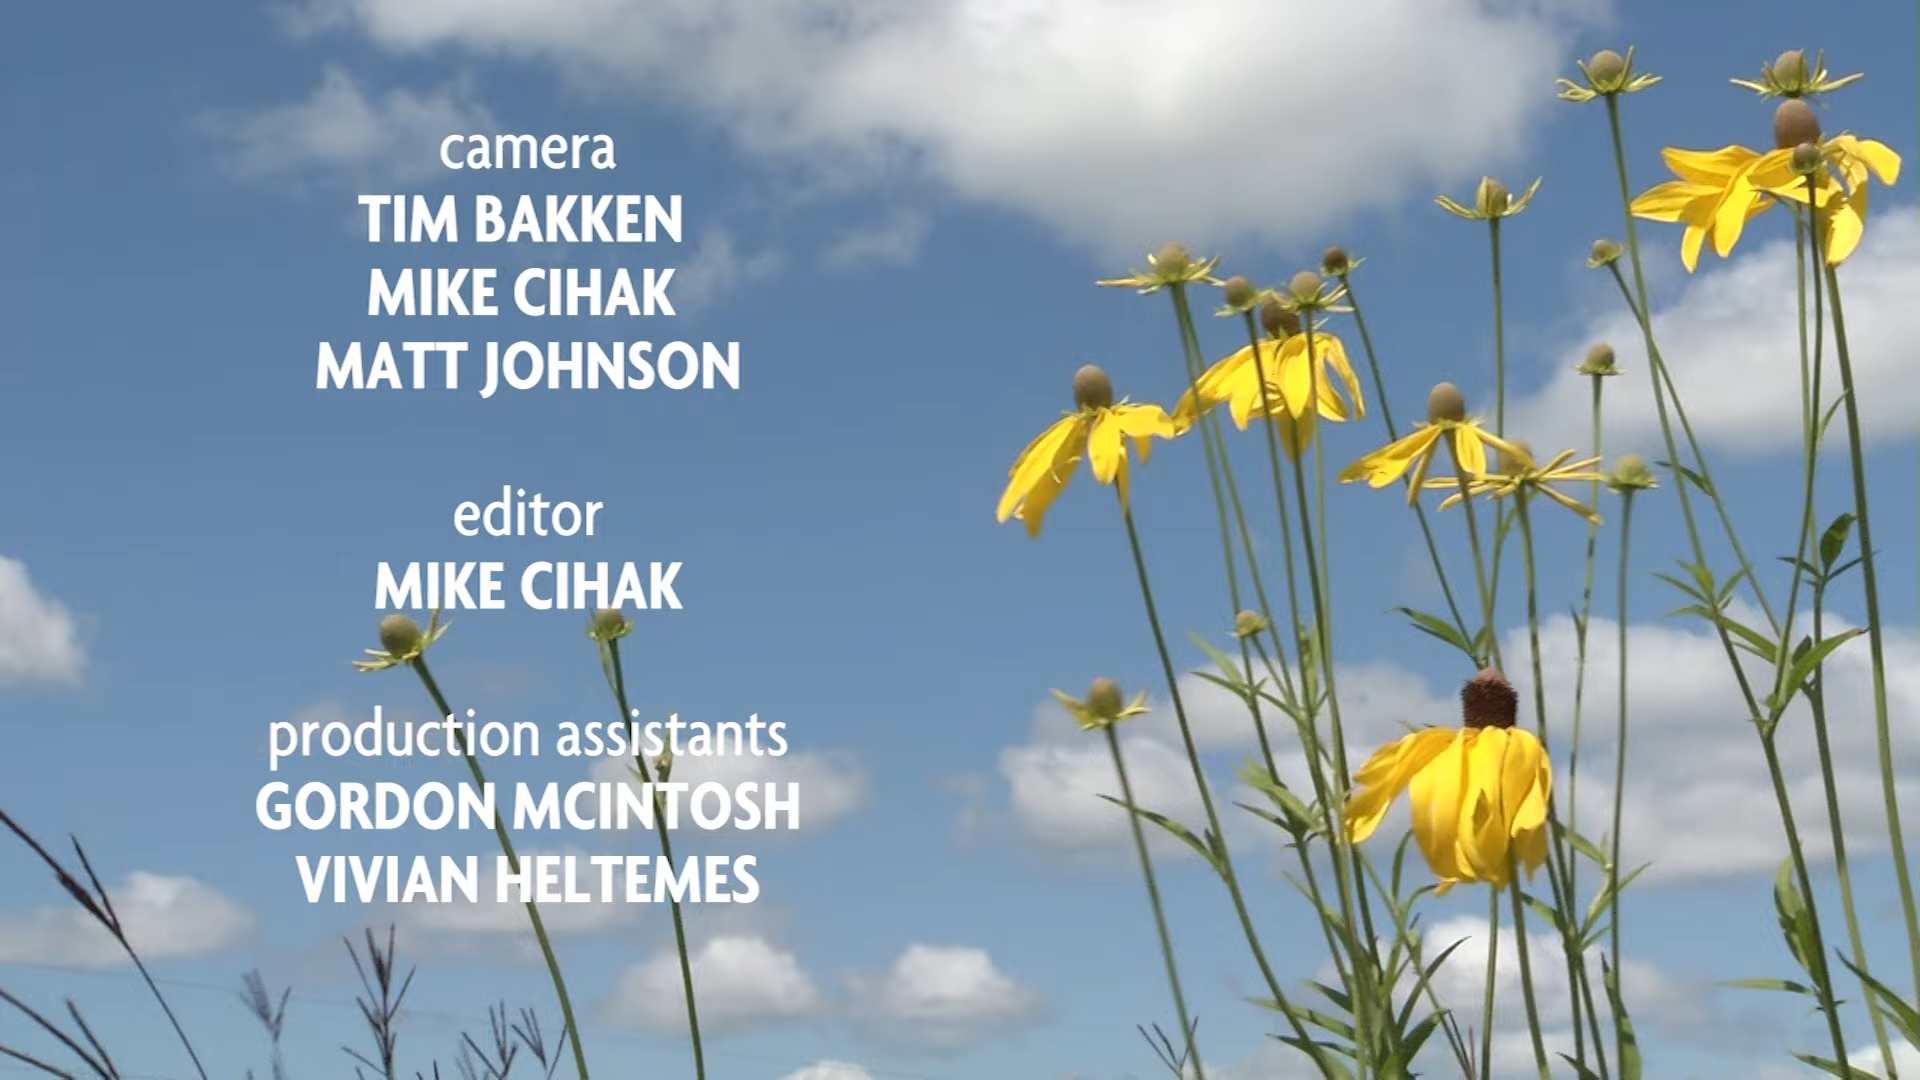 camera
TIM BAKKEN
MIKE CIHAK
MATT JOHNSON
editor
MIKE CIHAK
production assistants
GORDON MCINTOSH
VIVIAN HELTEMES